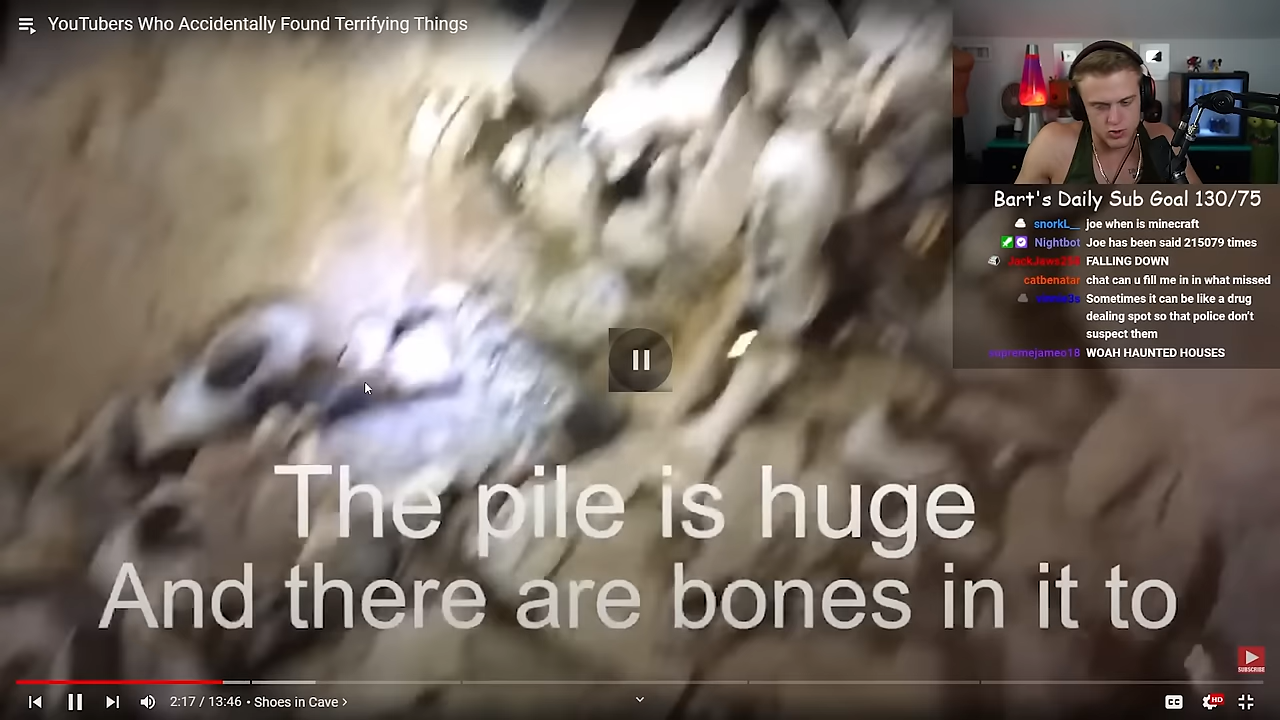 YouTubers Who Accidentally Found Terrifying Things
Bart's Daily Sub Goal 130/75
snorkL__ joe when is minecraft
Nightbot Joe has been said 215079 times
FALLING DOWN
catbenatar chat can u fill me in in what missed
Sometimes it can be like a drug
dealing spot so that police don't
suspect them
supremejameo18 WOAH HAUNTED HOUSES
The pile is huge
And there are bones in it to
SUBSCRIBE
2:17 / 13:46 • Shoes in Cave ›
CC
HD